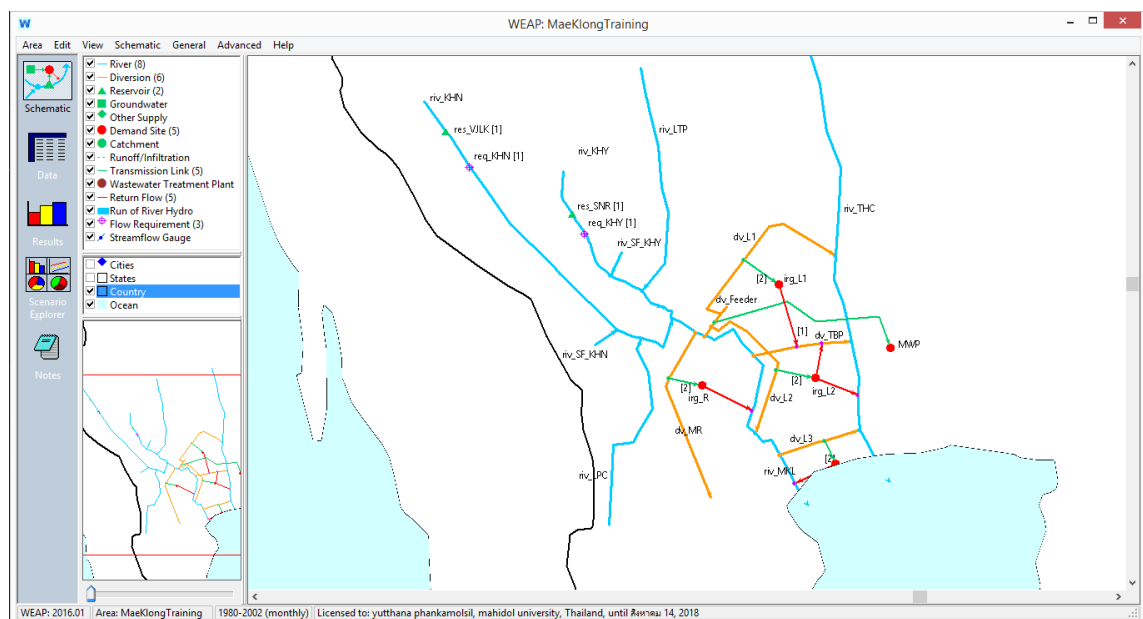 W
WEAP: MaeKlongTraining
Area Edit View Schematic General Advanced Help
Schematic
Data
Results
Scenario
Explorer
Notes
River (8)
Diversion (6)
Reservoir (2)
Groundwater
Other Supply
Demand Site (5)
Catchment
Runoff/Infiltration
Transmission Link (5)
Wastewater Treatment Plant
Return Flow (5)
Run of River Hydro
Flow Requirement (3)
Streamflow Gauge
Cities
States
Country
Ocean
riv_KHN
res_VJLK [1]
req_KHN [1]
riv_KHY
riv_LTP
res_SNR [1]
req_KHY [1]
riv_SF_KHY
riv_THC
dv_L1
[2]
irg_L1
dv_Feeder
[1]
dv_TBP
MWP
riv_SF_KHN
[2]
irg_R
dv_L2
[2]
irg_L2
dv_MR
dv_L3
[2]
riv_LPC
riv_MKL
WEAP: 2016.01 Area: MaeKlongTraining 1980-2002 (monthly) Licensed to: yutthana phankamolsil, mahidol university, Thailand, until สิงหาคม 14, 2018